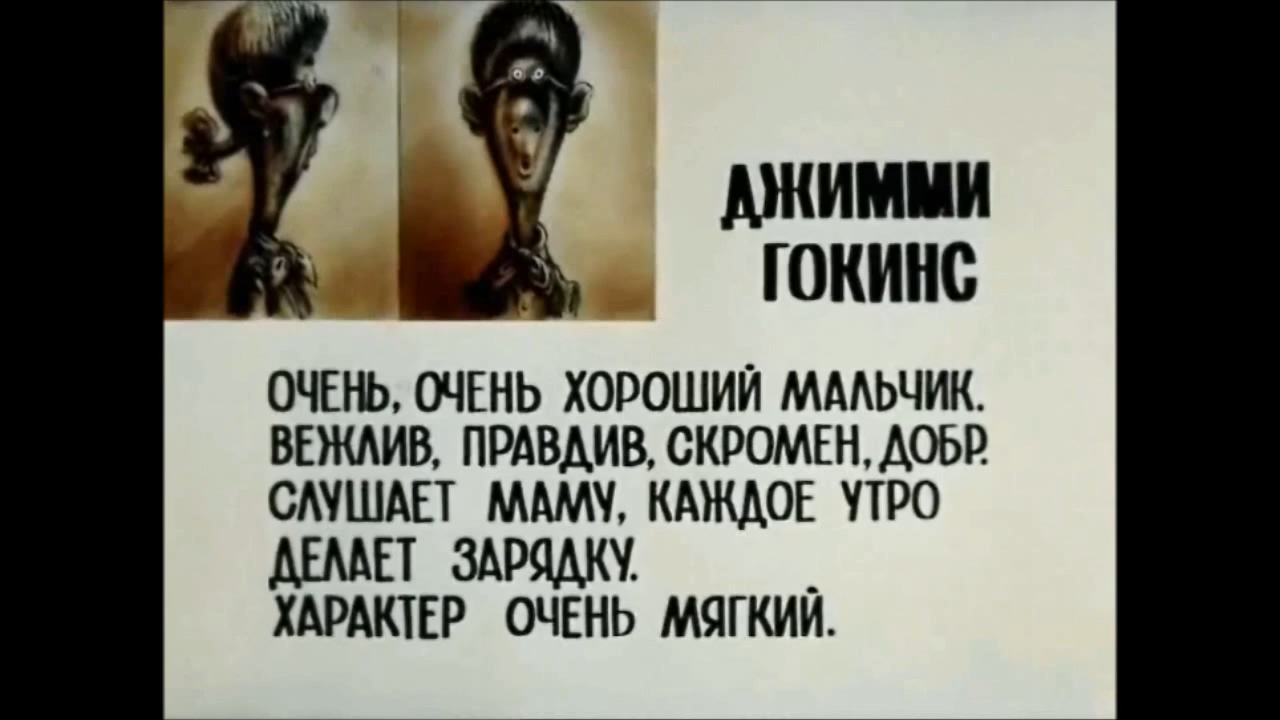 ДЖИММИ
ГОКИНС
ОЧЕНЬ, ОЧЕНЬ ХОРОШИЙ МАЛЬЧИК.
ВЕЖЛИВ, ПРАВДИВ, СКРОМЕН, ДОБР.
СЛУШАЕТ МАМУ, КАЖДОЕ УТРО
ДЕЛАЕТ ЗАРЯДКУ.
ХАРАКТЕР ОЧЕНЬ МЯГКИЙ.